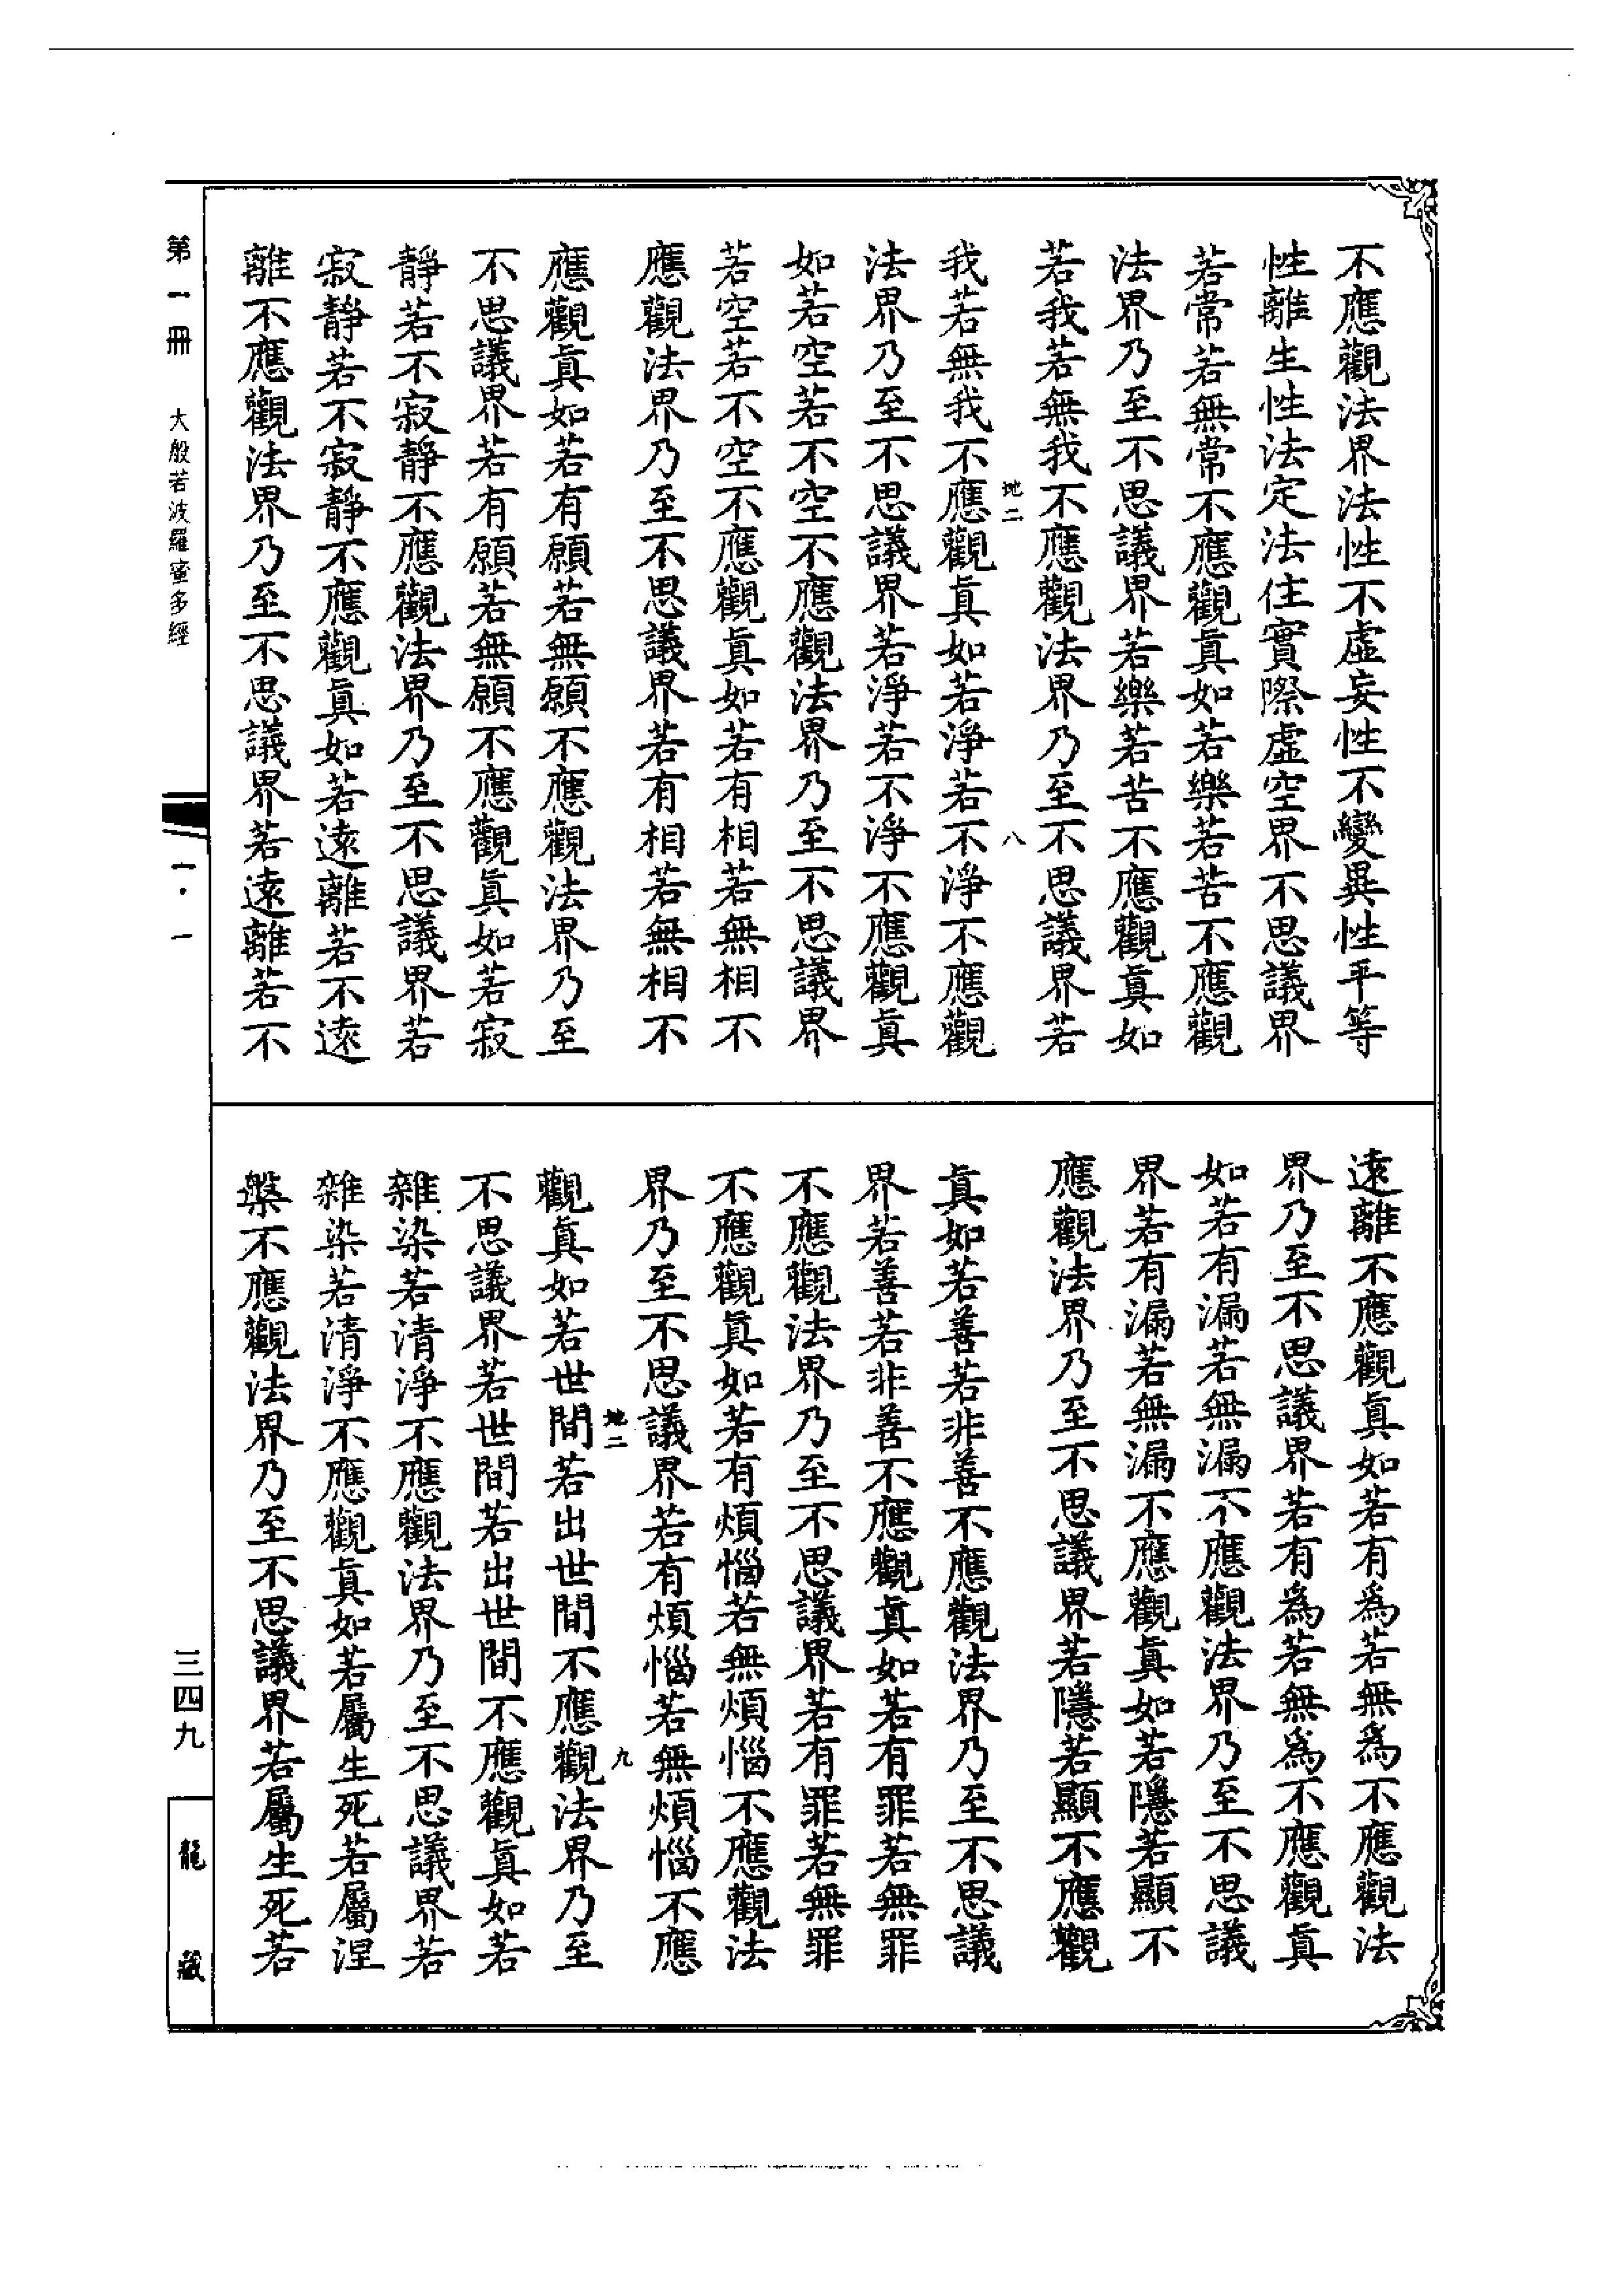 不應觀法界法性不虛妄性不變異性平等
性離生性法定法住實際虛空界不思議界
若常若無常不應觀真如若樂若苦不應觀
法界乃至不思議界若樂若苦不應觀真如
若我若無我不應觀法界乃至不思議界若
地二
八
我若無我不應觀真如若淨若不淨不應觀
法界乃至不思議界若淨若不淨不應觀真
如若空若不空不應觀法界乃至不思議界
若空若不空不應觀真如若有相若無相不
應觀法界乃至不思議界若有相若無相不
應觀真如若有願若無願不應觀法界乃至
不思議界若有願若無願不應觀真如若寂
靜若不寂靜不應觀法界乃至不思議界若
寂靜若不寂靜不應觀真如若遠離若不遠
離不應觀法界乃至不思議界若遠離若不
遠離不應觀真如若有為若無為不應觀法
界乃至不思議界若有為若無為不應觀真
如若有漏若無漏不應觀法界乃至不思議
界若有漏若無漏不應觀真如若隱若顯不
應觀法界乃至不思議界若隱若顯不應觀
真如若善若非善不應觀法界乃至不思議
界若善若非善不應觀真如若有罪若無罪
不應觀法界乃至不思議界若有罪若無罪
不應觀真如若有煩惱若無煩惱不應觀法
界乃至不思議界若有煩惱若無煩惱不應
地二
九
觀真如若世間若出世間不應觀法界乃至
不思議界若世間若出世間不應觀真如若
雜染若清淨不應觀法界乃至不思議界若
雜染若清淨不應觀真如若屬生死若屬涅
槃不應觀法界乃至不思議界若屬生死若
第一冊 大般若波羅蜜多經
一·一
三四九
龍藏